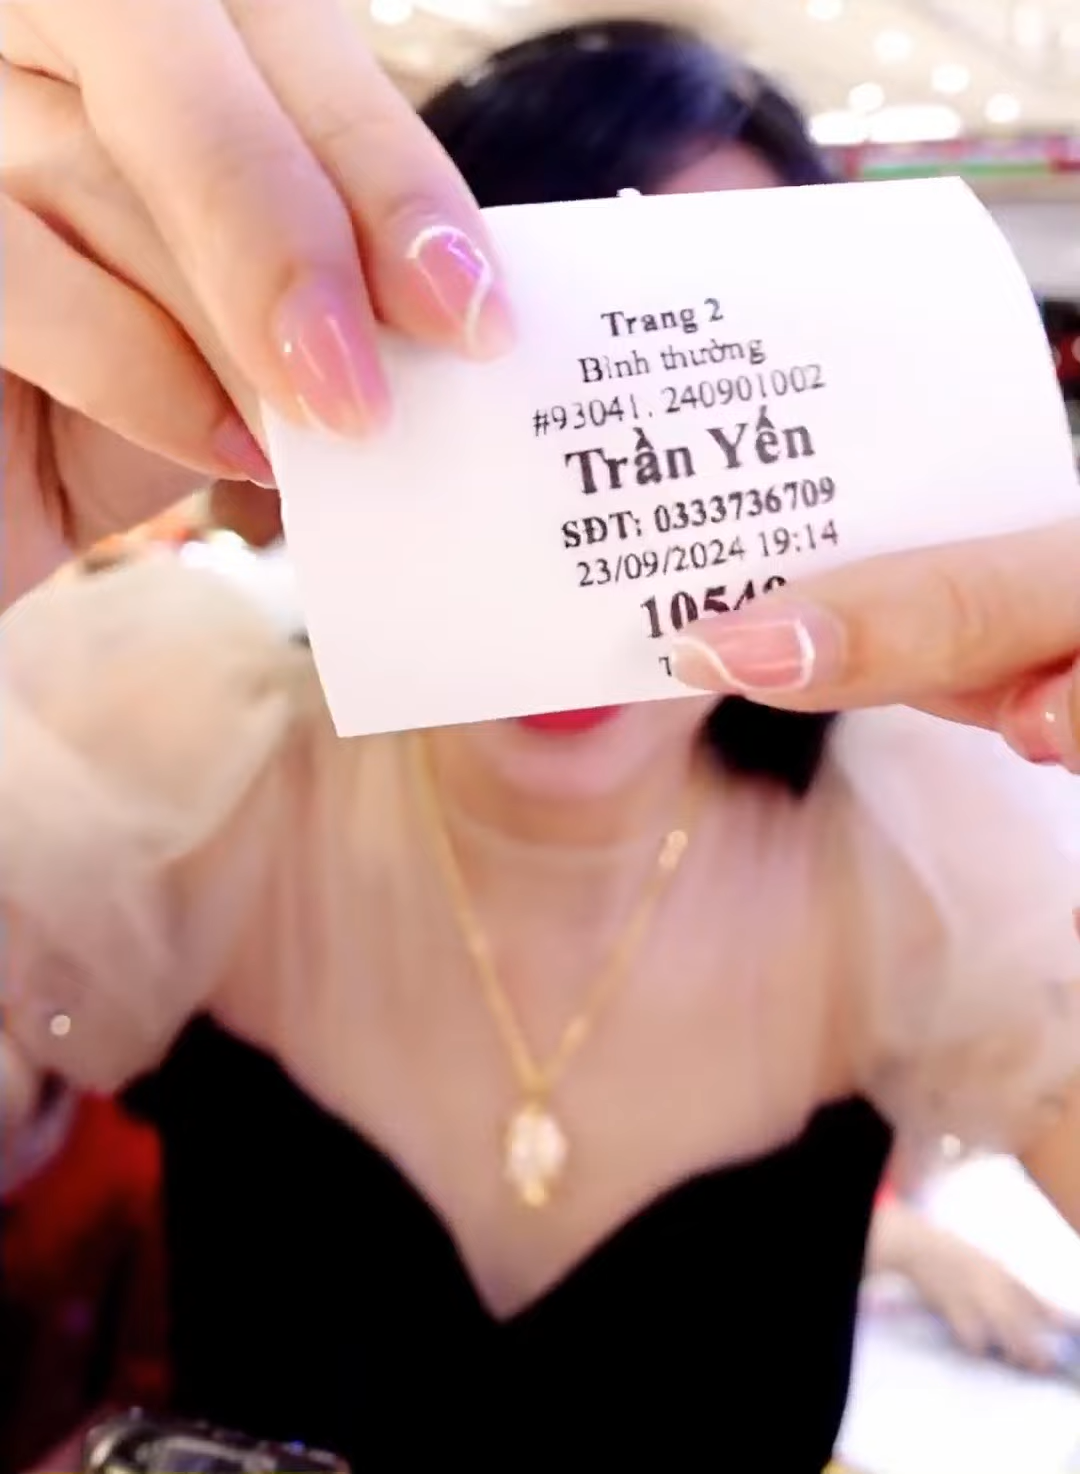 Trang 2
Bình thường
#93041. 240901002
Trần Yến
SĐT: 0333736709
23/09/2024 19:14